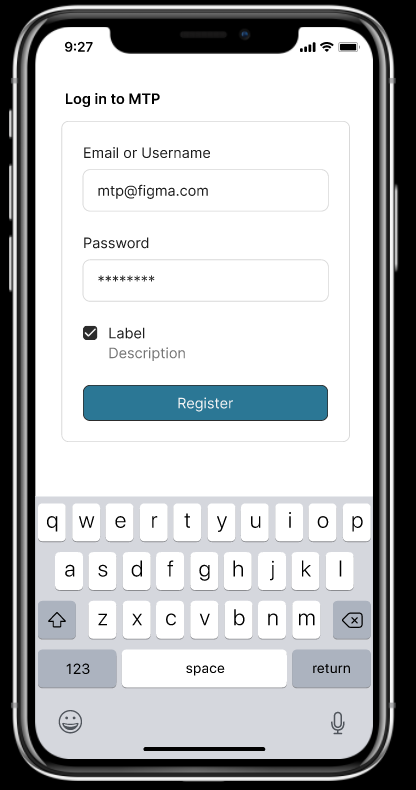 9:27
Log in to MTP
Email or Username
mtp@figma.com
Password
********
Label
Description
Register
q w e r t y u i o p
a s d f g h j k l
z x c v b n m
123 space return